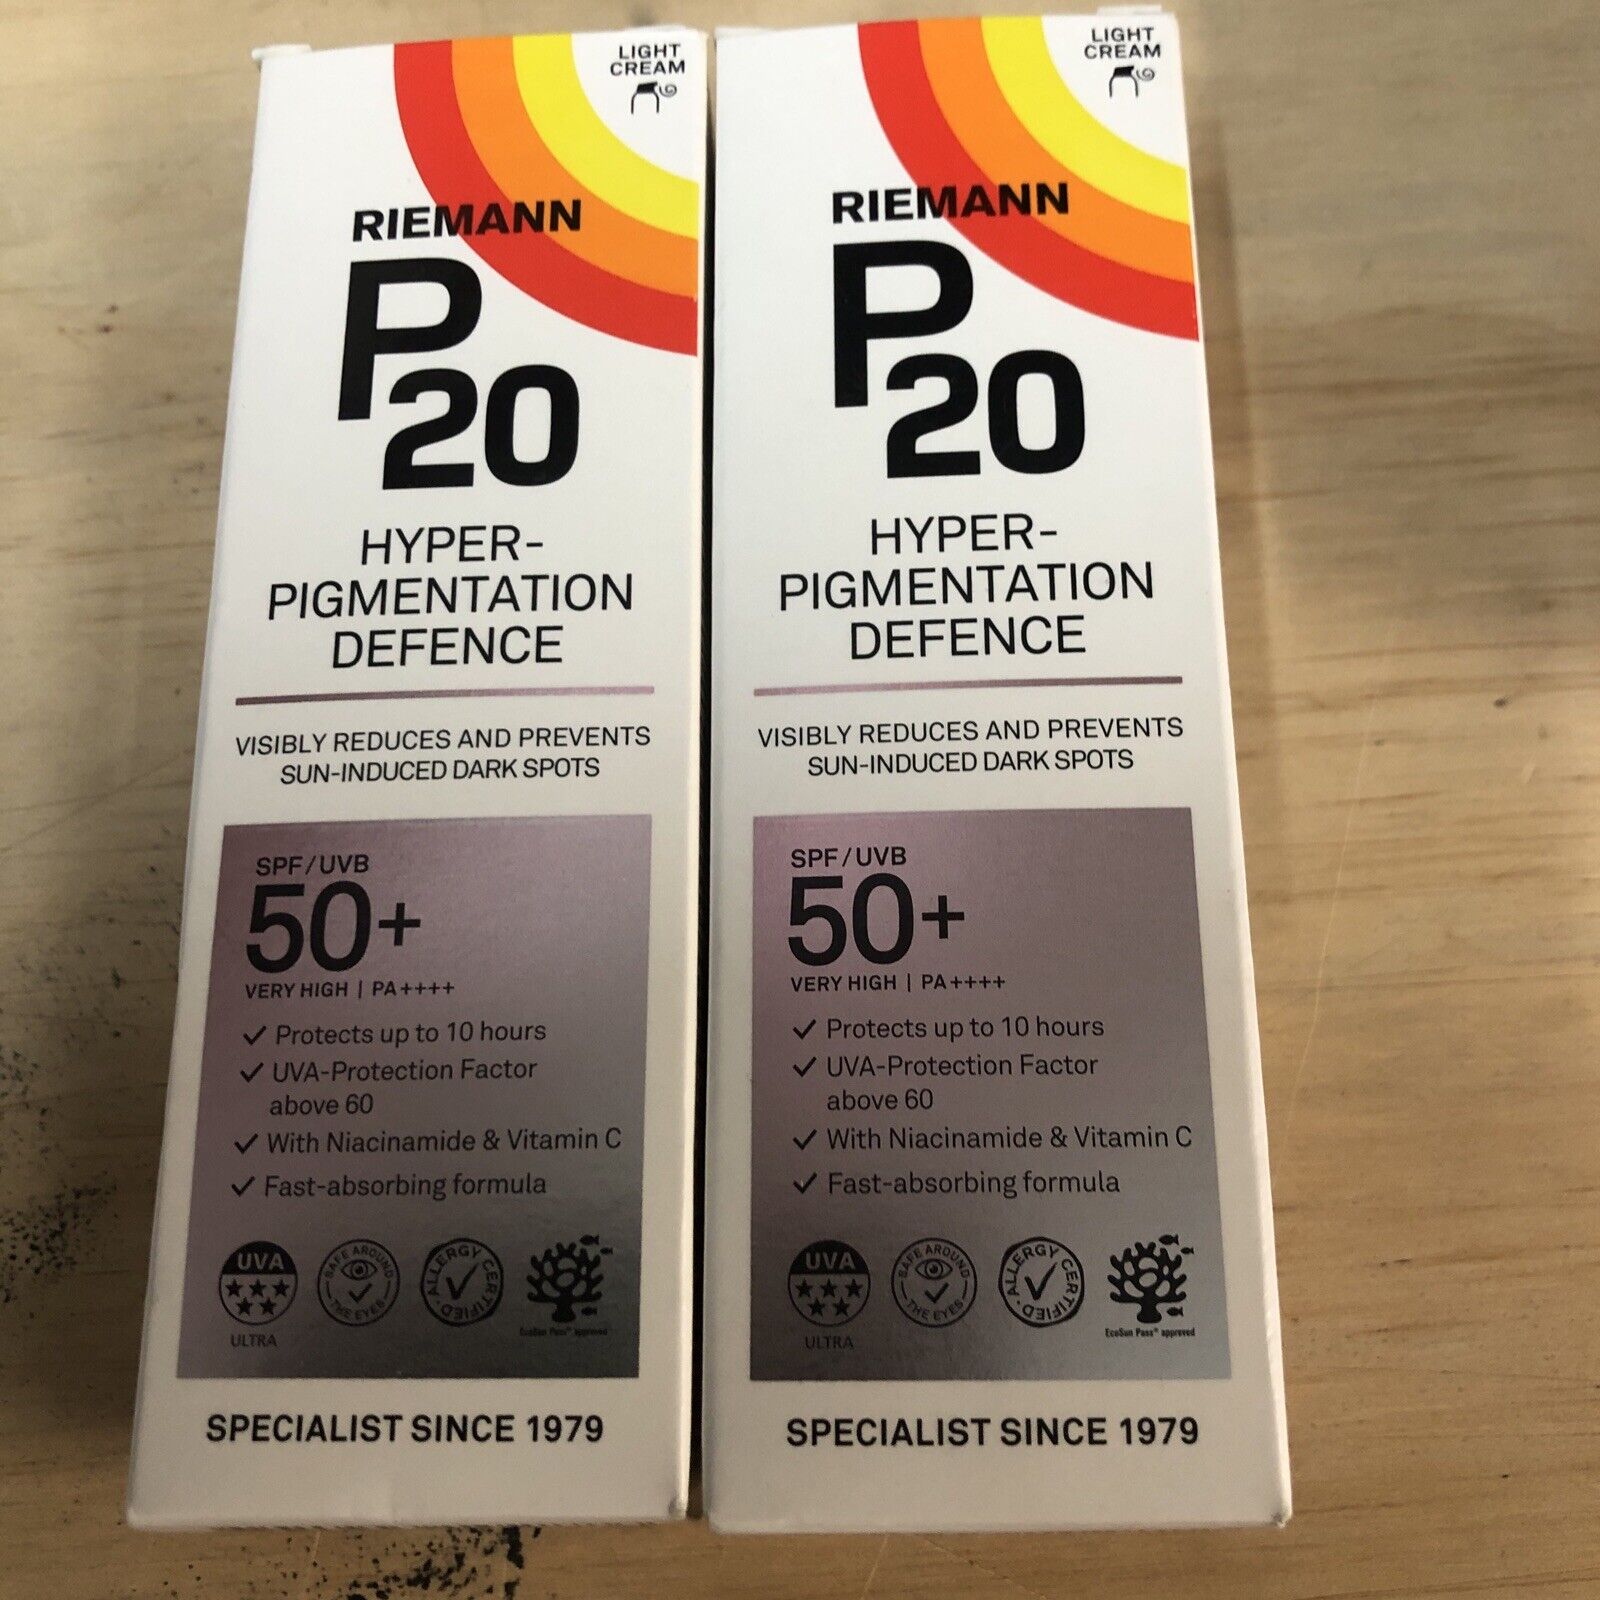 LIGHT
CREAM
RIEMANN
P
20
HYPER-
PIGMENTATION
DEFENCE
VISIBLY REDUCES AND PREVENTS
SUN-INDUCED DARK SPOTS
SPF/UVB
50+
VERY HIGH | PA++++
✓ Protects up to 10 hours
✓ UVA-Protection Factor
above 60
✓ With Niacinamide & Vitamin C
✓ Fast-absorbing formula
UVA
ULTRA
SAFE AROUND
THE EYES
ALLERGY CERTIFIED
EcoSun Pass® approved
SPECIALIST SINCE 1979
LIGHT
CREAM
RIEMANN
P
20
HYPER-
PIGMENTATION
DEFENCE
VISIBLY REDUCES AND PREVENTS
SUN-INDUCED DARK SPOTS
SPF/UVB
50+
VERY HIGH | PA++++
✓ Protects up to 10 hours
✓ UVA-Protection Factor
above 60
✓ With Niacinamide & Vitamin C
✓ Fast-absorbing formula
UVA
ULTRA
SAFE AROUND
THE EYES
ALLERGY CERTIFIED
EcoSun Pass® approved
SPECIALIST SINCE 1979